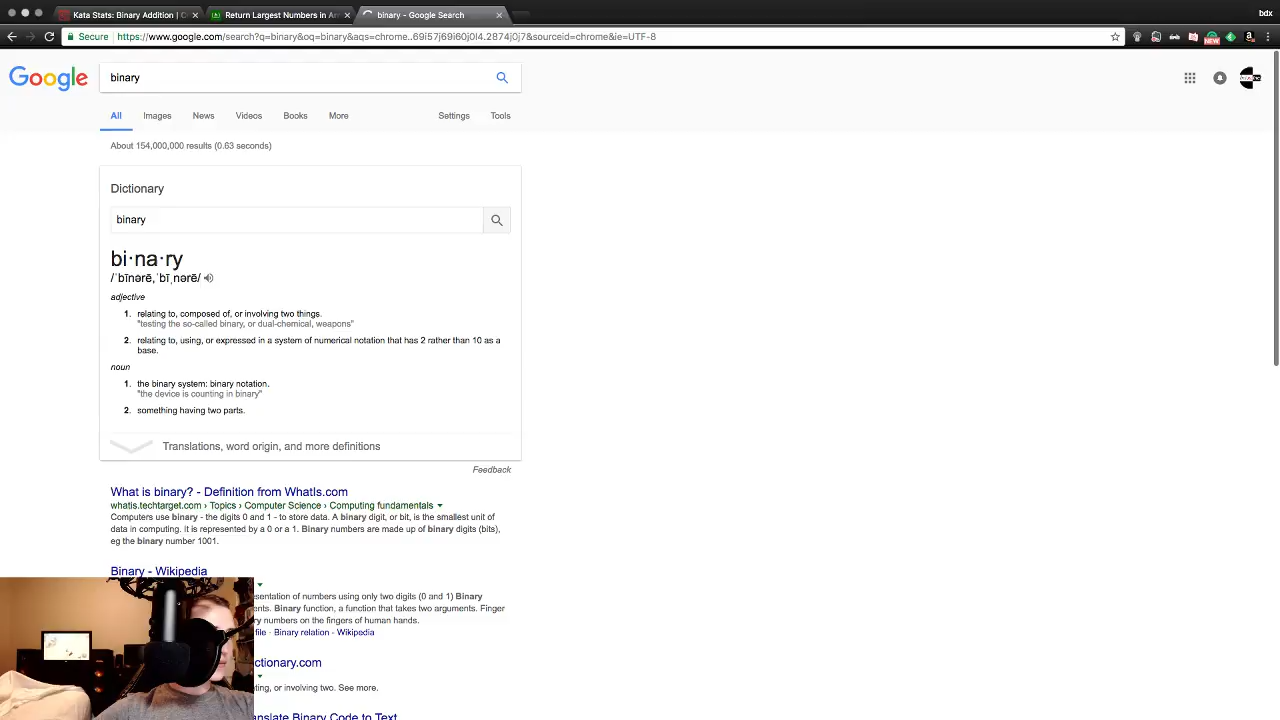 Kata Stats: Binary Addition | C
Return Largest Numbers in Arr
binary - Google Search
bdx
Secure
https://www.google.com/search?q=binary&oq=binary&aqs=chrome..69i57j69i60j0l4.2874j0j7&sourceid=chrome&ie=UTF-8
NEW
Google
binary
All
Images
News
Videos
Books
More
Settings
Tools
About 154,000,000 results (0.63 seconds)
Dictionary
binary
bi·na·ry
/ˈbīnərē,ˈbīˌnərē/
adjective
1. relating to, composed of, or involving two things.
"testing the so-called binary, or dual-chemical, weapons"
2. relating to, using, or expressed in a system of numerical notation that has 2 rather than 10 as a
base.
noun
1. the binary system: binary notation.
"the device is counting in binary"
2. something having two parts.
Translations, word origin, and more definitions
Feedback
What is binary? - Definition from WhatIs.com
whatis.techtarget.com › Topics › Computer Science › Computing fundamentals
Computers use binary - the digits 0 and 1 - to store data. A binary digit, or bit, is the smallest unit of
data in computing. It is represented by a 0 or a 1. Binary numbers are made up of binary digits (bits),
eg the binary number 1001.
Binary - Wikipedia
sentation of numbers using only two digits (0 and 1) Binary
ents. Binary function, a function that takes two arguments. Finger
ry numbers on the fingers of human hands.
file - Binary relation - Wikipedia
ctionary.com
ting, or involving two. See more.
anslate Binary Code to Text